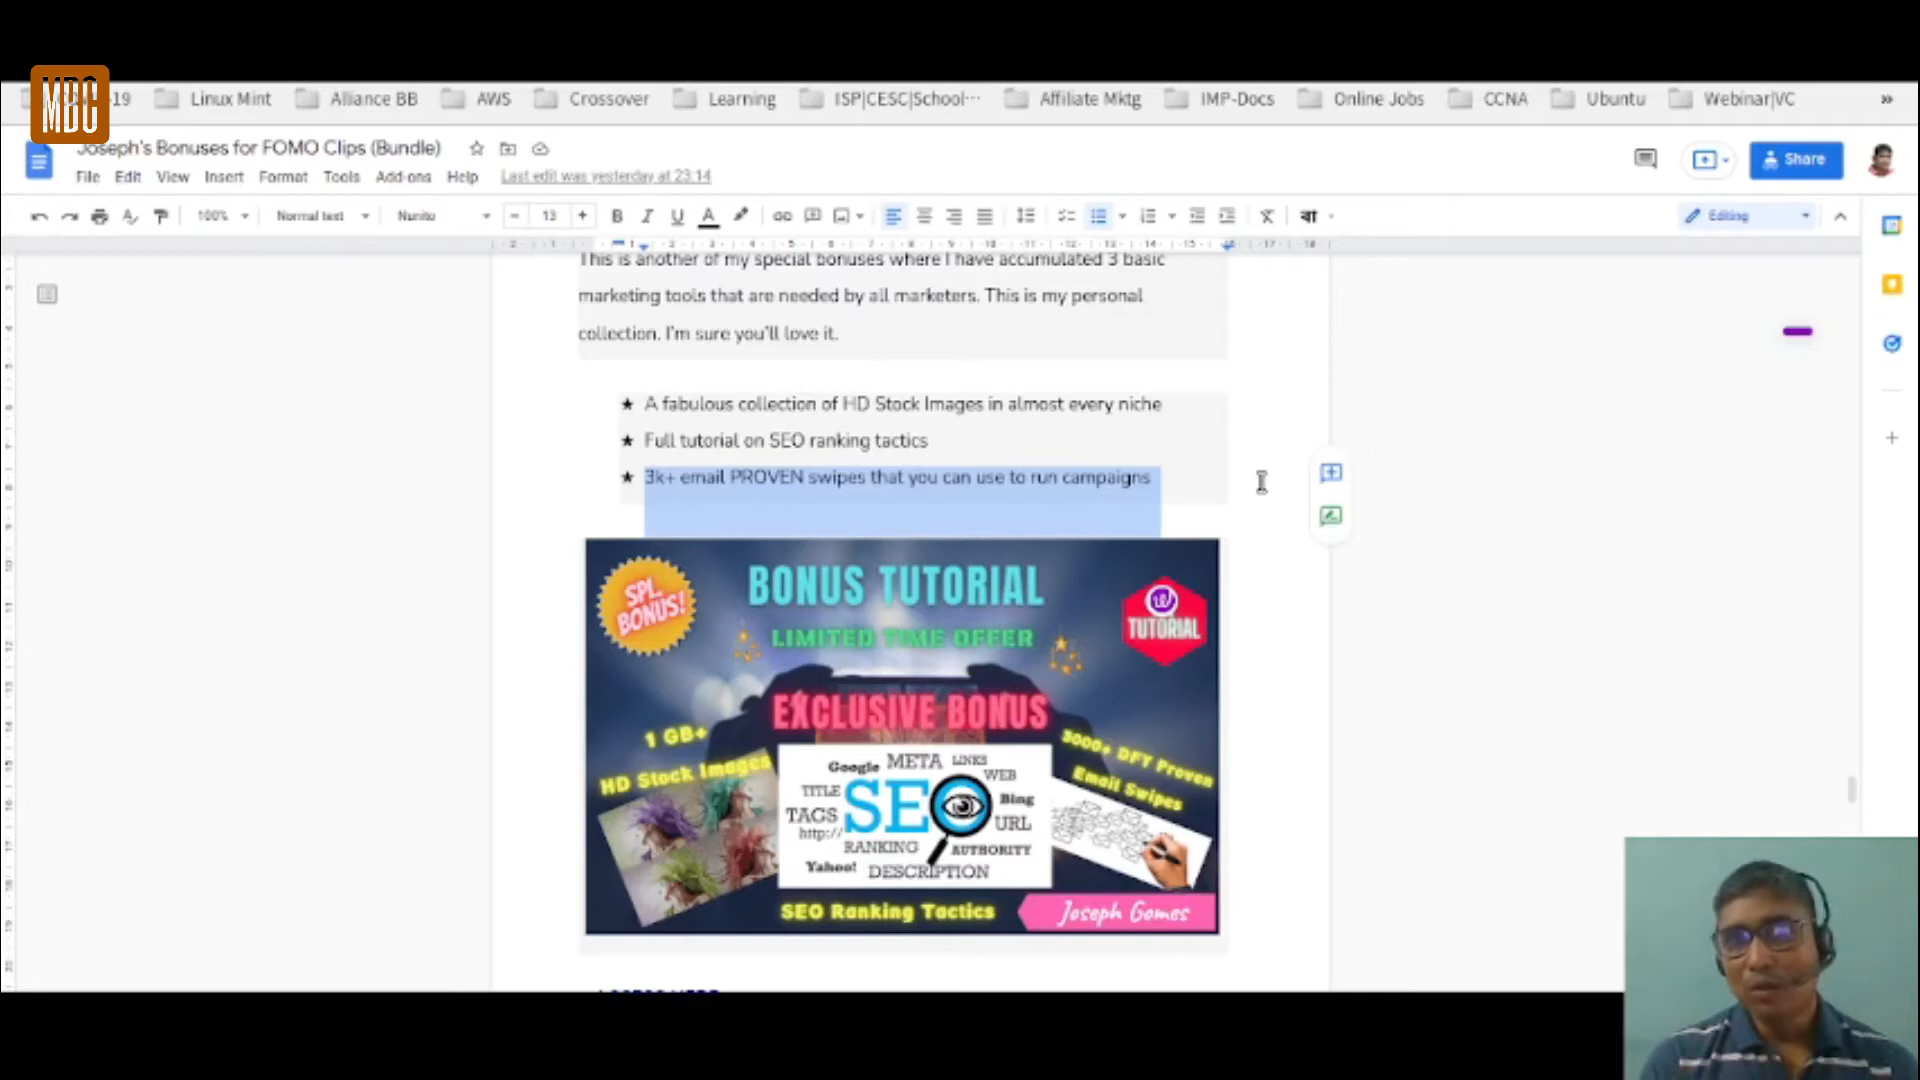 MBC
-19
Linux Mint
Alliance BB
AWS
Crossover
Learning
ISP|CESC|School···
Affiliate Mktg
IMP-Docs
Online Jobs
CCNA
Ubuntu
Webinar|VC
»
Joseph's Bonuses for FOMO Clips (Bundle)
File Edit View Insert Format Tools Add-ons Help Last edit was yesterday at 23:14
Share
100% Normal text Nunito − 13 + B I U A
Editing
This is another of my special bonuses where I have accumulated 3 basic
marketing tools that are needed by all marketers. This is my personal
collection. I'm sure you'll love it.
★ A fabulous collection of HD Stock Images in almost every niche
★ Full tutorial on SEO ranking tactics
★ 3k+ email PROVEN swipes that you can use to run campaigns
SPL.
BONUS!
BONUS TUTORIAL
LIMITED TIME OFFER
TUTORIAL
EXCLUSIVE BONUS
1 GB+
HD Stock Images
3000+ DFY Proven
Email Swipes
Google META LINKS
WEB
TITLE
SEO
Bing
TAGS
URL
http://
RANKING
AUTHORITY
Yahoo!
DESCRIPTION
SEO Ranking Tactics
Joseph Gomes